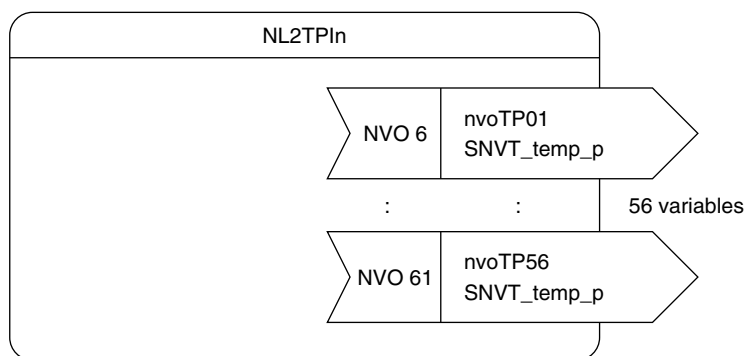 NL2TPIn
NVO 6
nvoTP01
SNVT_temp_p
: :
56 variables
NVO 61
nvoTP56
SNVT_temp_p